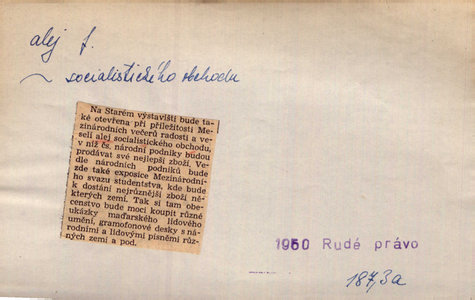 alej f.
~ socialistického obchodu
Na Starém výstavišti bude ta-
ké otevřena při příležitosti Me-
zinárodních večerů radosti a ve-
selí alej socialistického obchodu,
v níž čs. národní podniky budou
prodávat své nejlepší zboží. Ve-
dle národních podniků bude
zde také exposice Mezinárodní-
ho svazu studentstva, kde bude
k dostání nejrůznější zboží ně-
kterých zemí. Tak si tam obe-
censtvo bude moci koupit různé
ukázky maďarského lidového
umění, gramofonové desky s ná-
rodními a lidovými písněmi růz-
ných zemí a pod.
1950 Rudé právo
187,3a